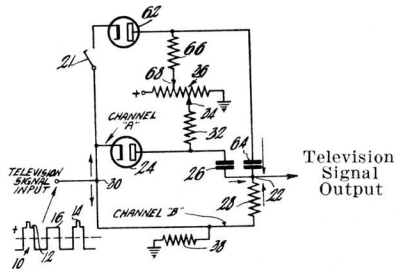 62
21
66
68
36
+
34
CHANNEL
"A"
32
24
26
64
TELEVISION
SIGNAL
INPUT
30
22
Television
Signal
Output
28
CHANNEL "B"
38
+
16
14
10
12